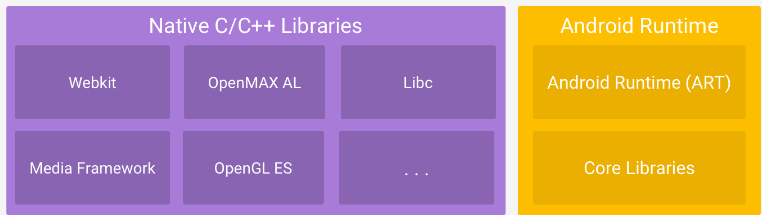 Native C/C++ Libraries
Webkit
OpenMAX AL
Libc
Media Framework
OpenGL ES
. . .
Android Runtime
Android Runtime (ART)
Core Libraries